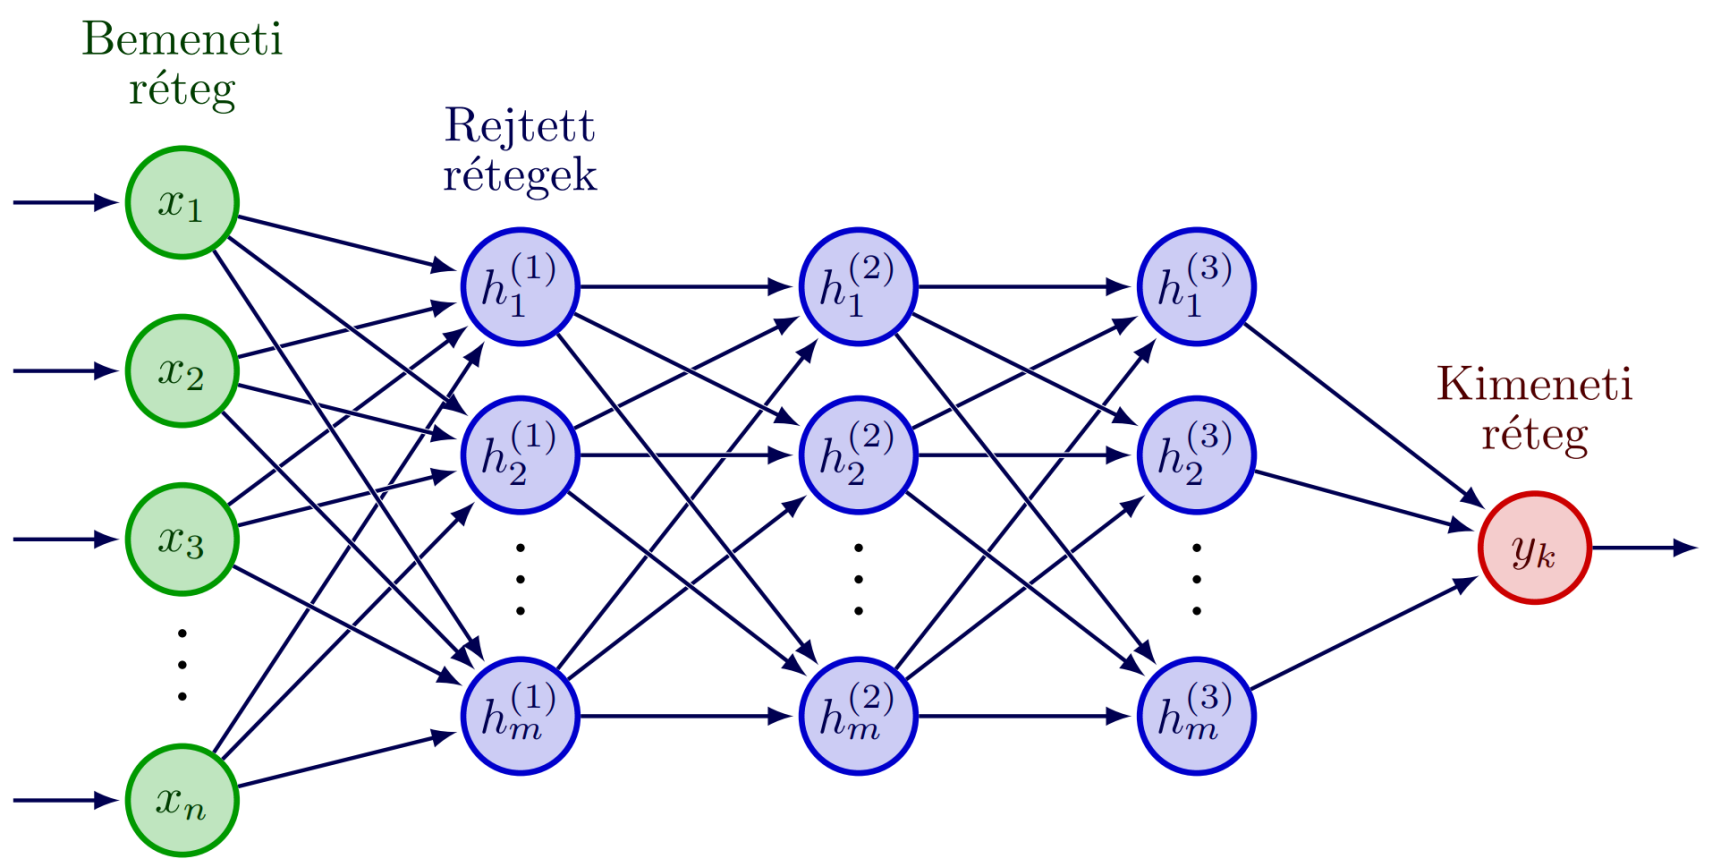 Bemeneti
réteg
Rejtett
rétegek
Kimeneti
réteg
x₁
x₂
x₃
xₙ
h₁⁽¹⁾
h₂⁽¹⁾
hₘ⁽¹⁾
h₁⁽²⁾
h₂⁽²⁾
hₘ⁽²⁾
h₁⁽³⁾
h₂⁽³⁾
hₘ⁽³⁾
yₖ